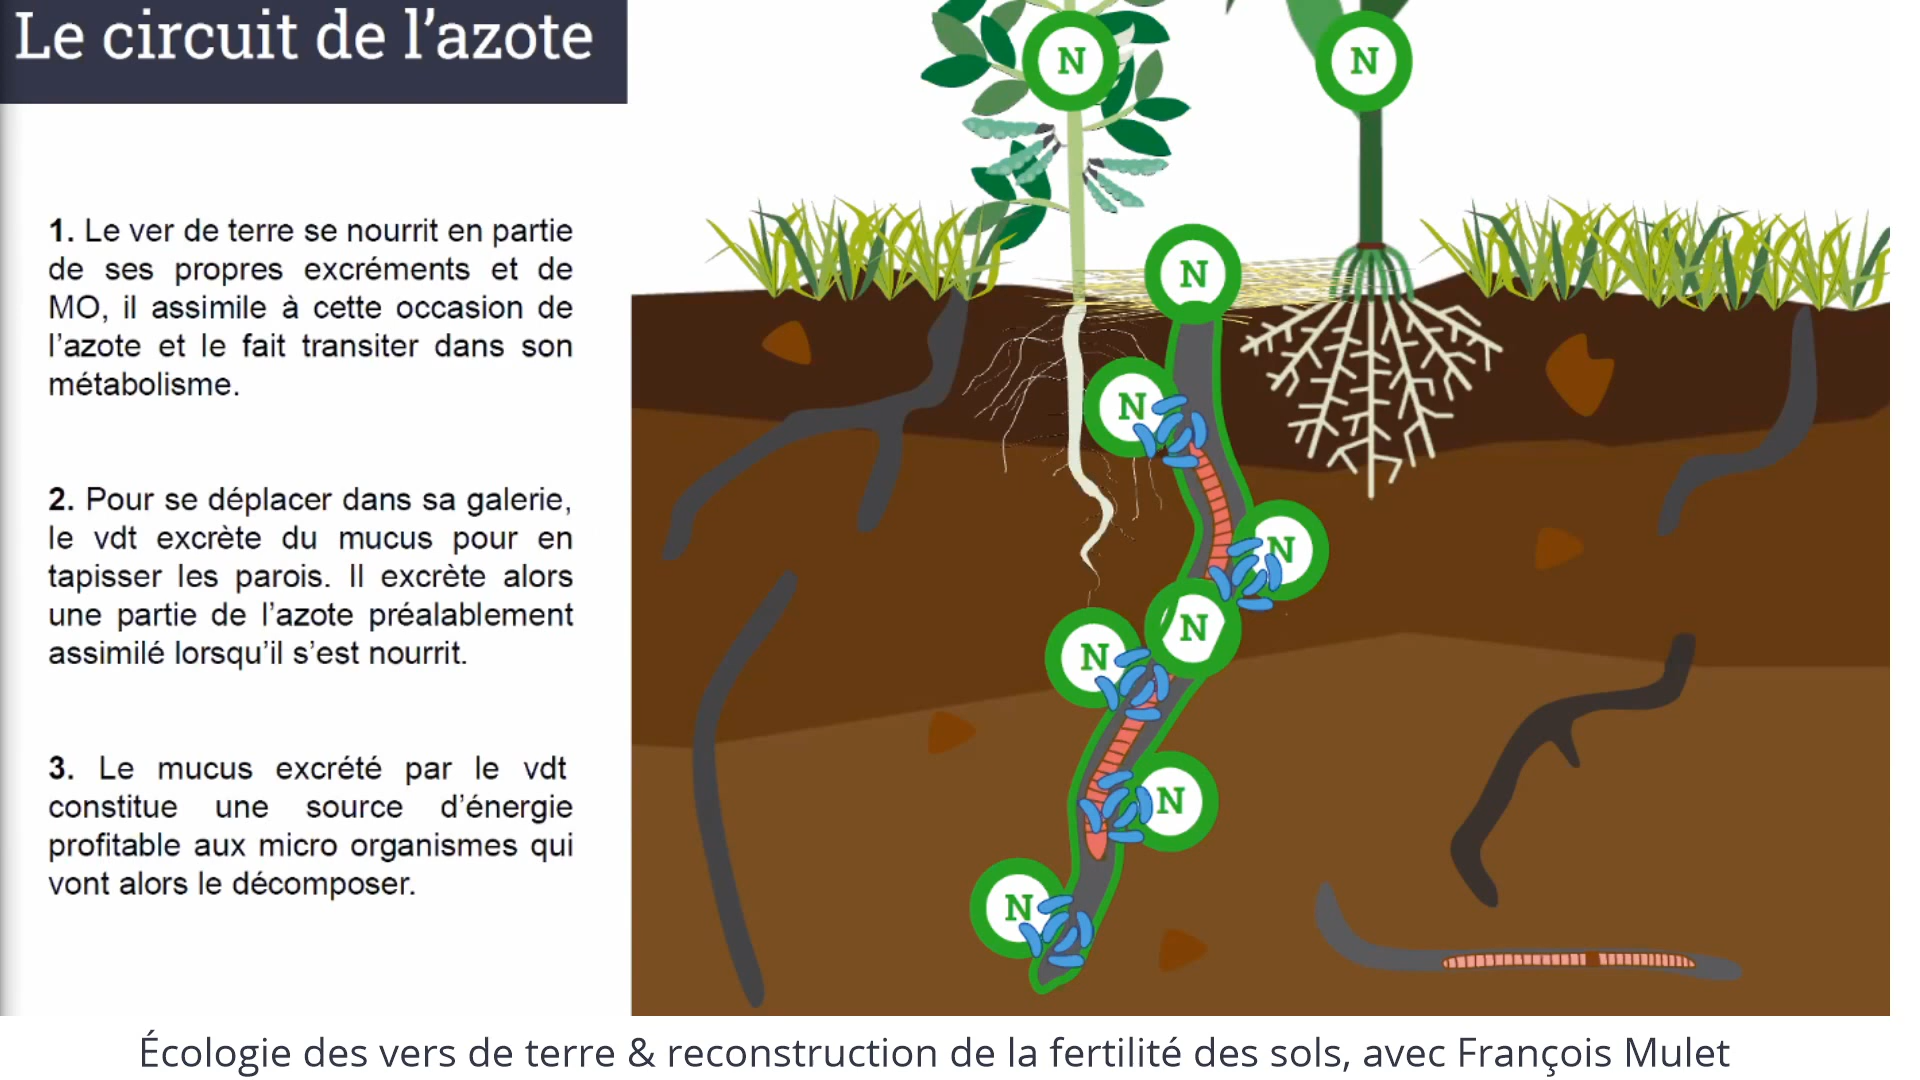 Le circuit de l’azote
1. Le ver de terre se nourrit en partie
de ses propres excréments et de
MO, il assimile à cette occasion de
l’azote et le fait transiter dans son
métabolisme.
2. Pour se déplacer dans sa galerie,
le vdt excrète du mucus pour en
tapisser les parois. Il excrète alors
une partie de l’azote préalablement
assimilé lorsqu’il s’est nourrit.
3. Le mucus excrété par le vdt
constitue une source d’énergie
profitable aux micro organismes qui
vont alors le décomposer.
N
N
N
N
N
N
N
N
N
Écologie des vers de terre & reconstruction de la fertilité des sols, avec François Mulet